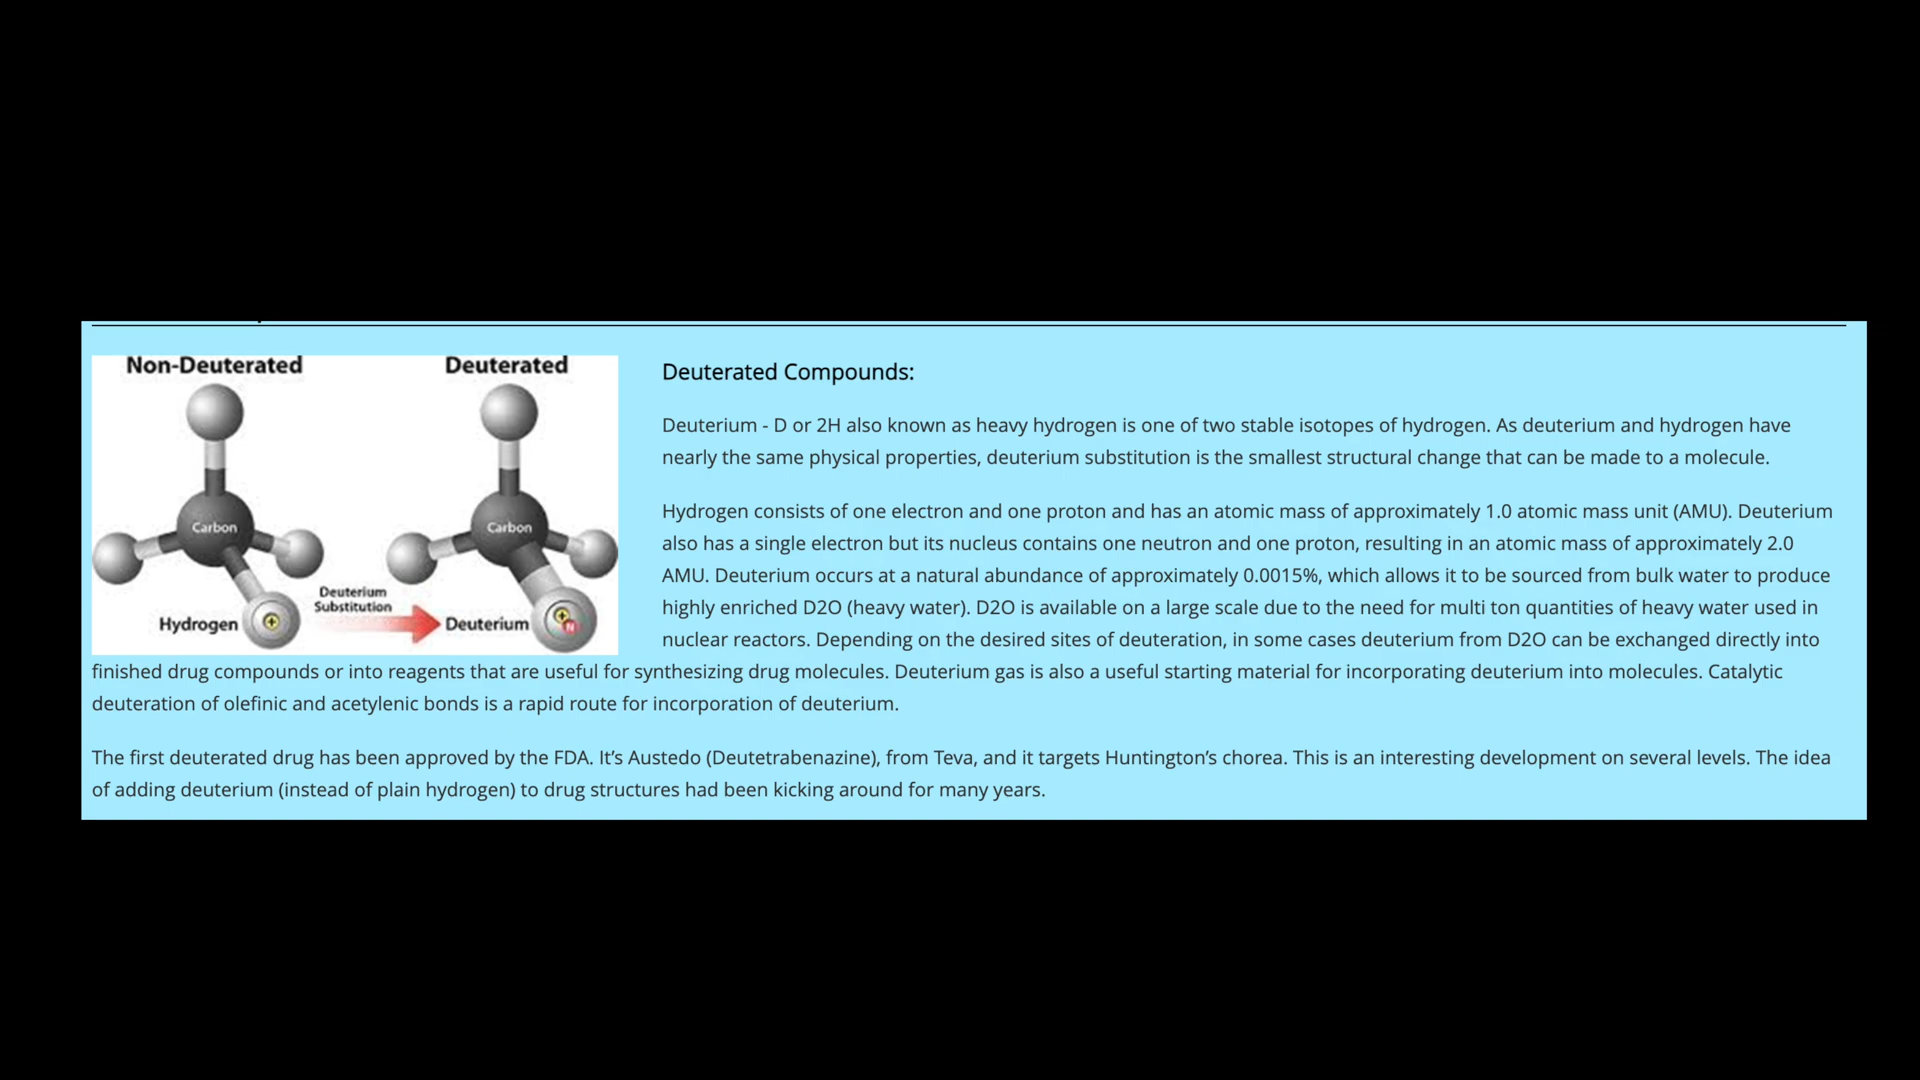 Non-Deuterated
Deuterated
Carbon
Carbon
Deuterium
Substitution
Hydrogen
Deuterium
N
Deuterated Compounds:
Deuterium - D or 2H also known as heavy hydrogen is one of two stable isotopes of hydrogen. As deuterium and hydrogen have
nearly the same physical properties, deuterium substitution is the smallest structural change that can be made to a molecule.
Hydrogen consists of one electron and one proton and has an atomic mass of approximately 1.0 atomic mass unit (AMU). Deuterium
also has a single electron but its nucleus contains one neutron and one proton, resulting in an atomic mass of approximately 2.0
AMU. Deuterium occurs at a natural abundance of approximately 0.0015%, which allows it to be sourced from bulk water to produce
highly enriched D2O (heavy water). D2O is available on a large scale due to the need for multi ton quantities of heavy water used in
nuclear reactors. Depending on the desired sites of deuteration, in some cases deuterium from D2O can be exchanged directly into
finished drug compounds or into reagents that are useful for synthesizing drug molecules. Deuterium gas is also a useful starting material for incorporating deuterium into molecules. Catalytic
deuteration of olefinic and acetylenic bonds is a rapid route for incorporation of deuterium.
The first deuterated drug has been approved by the FDA. It’s Austedo (Deutetrabenazine), from Teva, and it targets Huntington’s chorea. This is an interesting development on several levels. The idea
of adding deuterium (instead of plain hydrogen) to drug structures had been kicking around for many years.